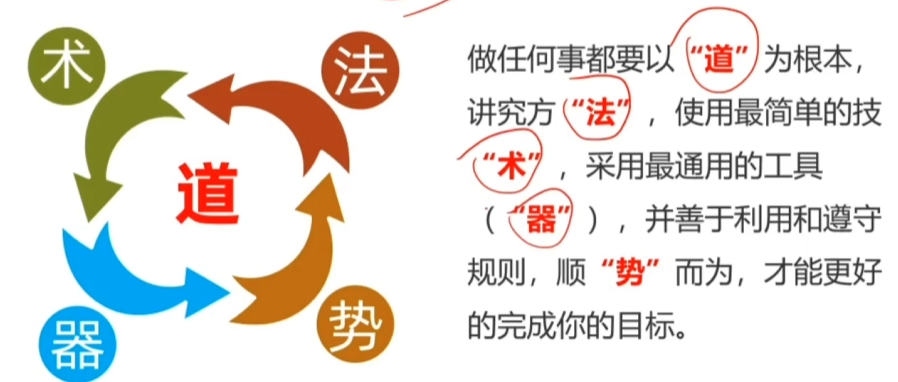 术
法
道
器
势
做任何事都要以“道”为根本，
讲究方“法”，使用最简单的技
“术”，采用最通用的工具
（“器”），并善于利用和遵守
规则，顺“势”而为，才能更好
的完成你的目标。